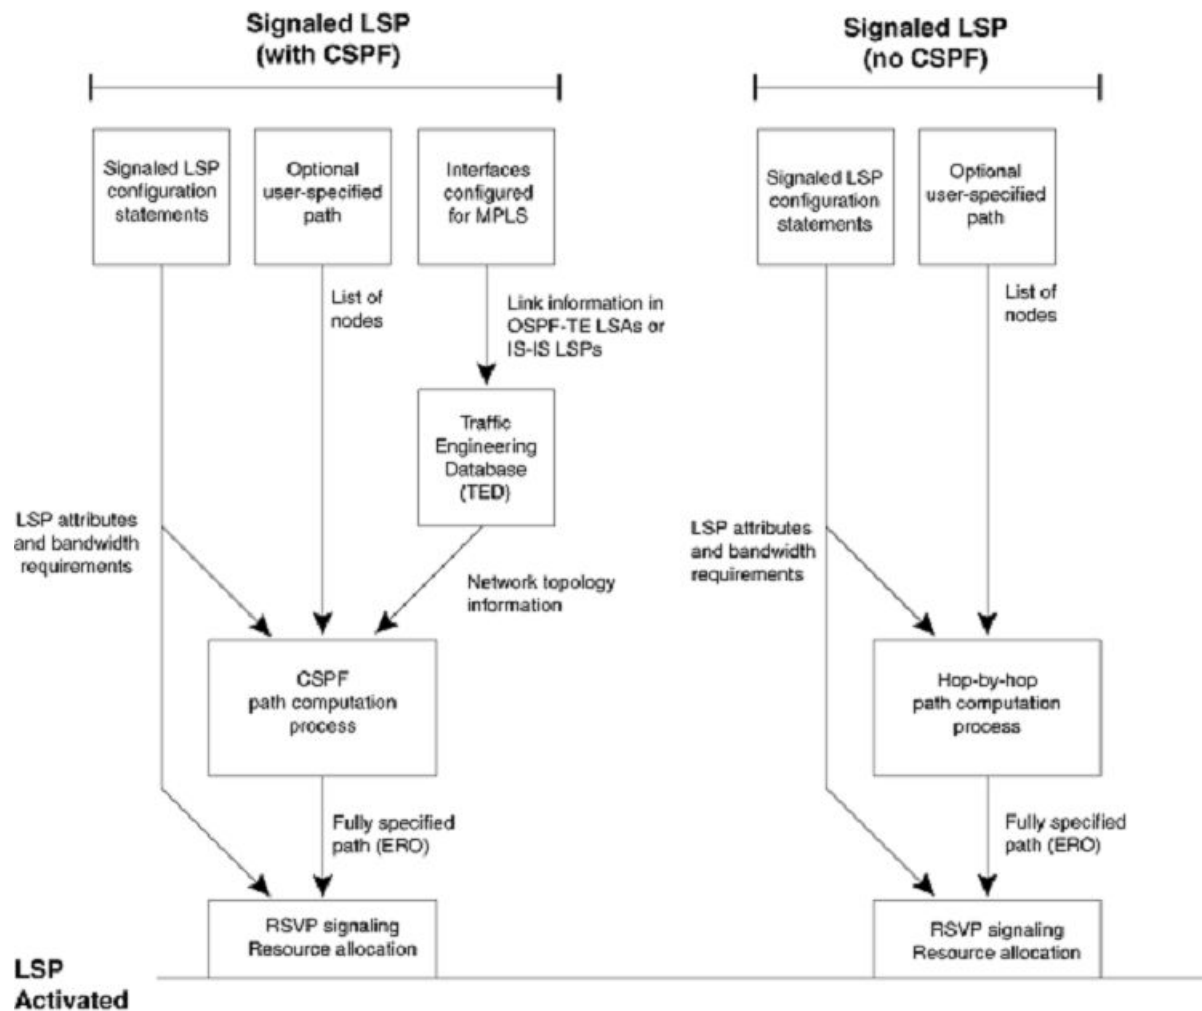 Signaled LSP
(with CSPF)
Signaled LSP
(no CSPF)
Signaled LSP
configuration
statements
Optional
user-specified
path
Interfaces
configured
for MPLS
Signaled LSP
configuration
statements
Optional
user-specified
path
List of
nodes
Link information in
OSPF-TE LSAs or
IS-IS LSPs
List of
nodes
Traffic
Engineering
Database
(TED)
LSP attributes
and bandwidth
requirements
Network topology
information
LSP attributes
and bandwidth
requirements
CSPF
path computation
process
Hop-by-hop
path computation
process
Fully specified
path (ERO)
Fully specified
path (ERO)
RSVP signaling
Resource allocation
RSVP signaling
Resource allocation
LSP
Activated